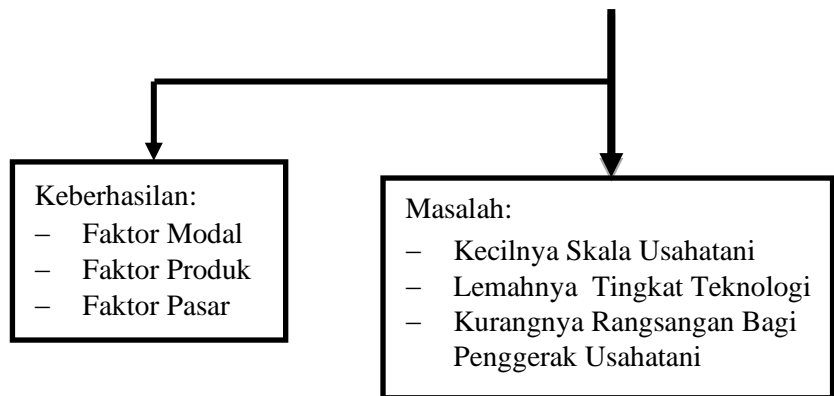 Keberhasilan:
– Faktor Modal
– Faktor Produk
– Faktor Pasar
Masalah:
– Kecilnya Skala Usahatani
– Lemahnya Tingkat Teknologi
– Kurangnya Rangsangan Bagi
Penggerak Usahatani